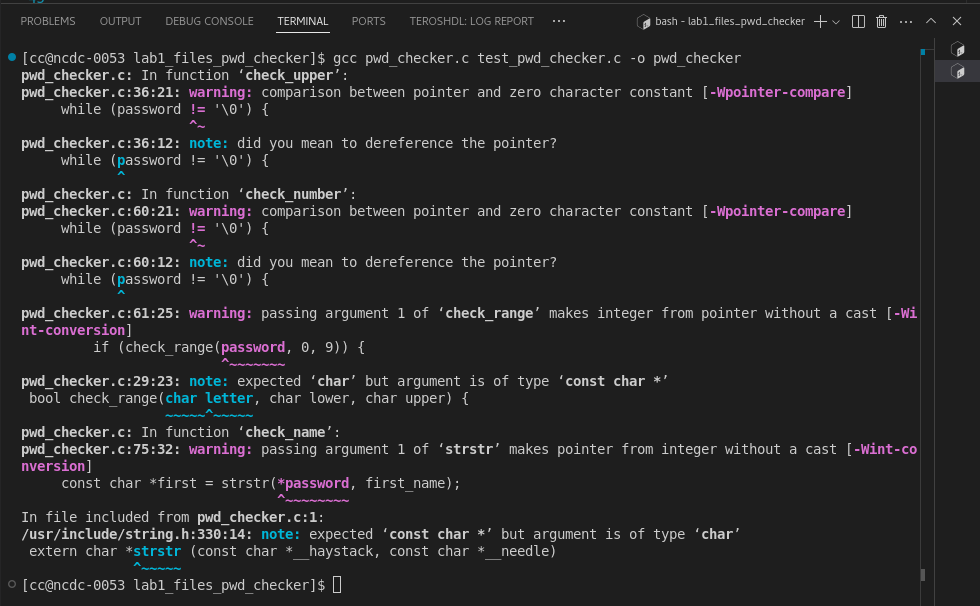 PROBLEMS OUTPUT DEBUG CONSOLE TERMINAL PORTS TEROSHDL: LOG REPORT ··· bash - lab1_files_pwd_checker
[cc@ncdc-0053 lab1_files_pwd_checker]$ gcc pwd_checker.c test_pwd_checker.c -o pwd_checker
pwd_checker.c: In function ‘check_upper’:
pwd_checker.c:36:21: warning: comparison between pointer and zero character constant [-Wpointer-compare]
     while (password != '\0') {
                     ^~
pwd_checker.c:36:12: note: did you mean to dereference the pointer?
     while (password != '\0') {
            ^
pwd_checker.c: In function ‘check_number’:
pwd_checker.c:60:21: warning: comparison between pointer and zero character constant [-Wpointer-compare]
     while (password != '\0') {
                     ^~
pwd_checker.c:60:12: note: did you mean to dereference the pointer?
     while (password != '\0') {
            ^
pwd_checker.c:61:25: warning: passing argument 1 of ‘check_range’ makes integer from pointer without a cast [-Wi
nt-conversion]
         if (check_range(password, 0, 9)) {
                         ^~~~~~~~
pwd_checker.c:29:23: note: expected ‘char’ but argument is of type ‘const char *’
 bool check_range(char letter, char lower, char upper) {
                  ~~~~~^~~~~~
pwd_checker.c: In function ‘check_name’:
pwd_checker.c:75:32: warning: passing argument 1 of ‘strstr’ makes pointer from integer without a cast [-Wint-co
nversion]
     const char *first = strstr(*password, first_name);
                                ^~~~~~~~~
In file included from pwd_checker.c:1:
/usr/include/string.h:330:14: note: expected ‘const char *’ but argument is of type ‘char’
 extern char *strstr (const char *__haystack, const char *__needle)
              ^~~~~~
[cc@ncdc-0053 lab1_files_pwd_checker]$